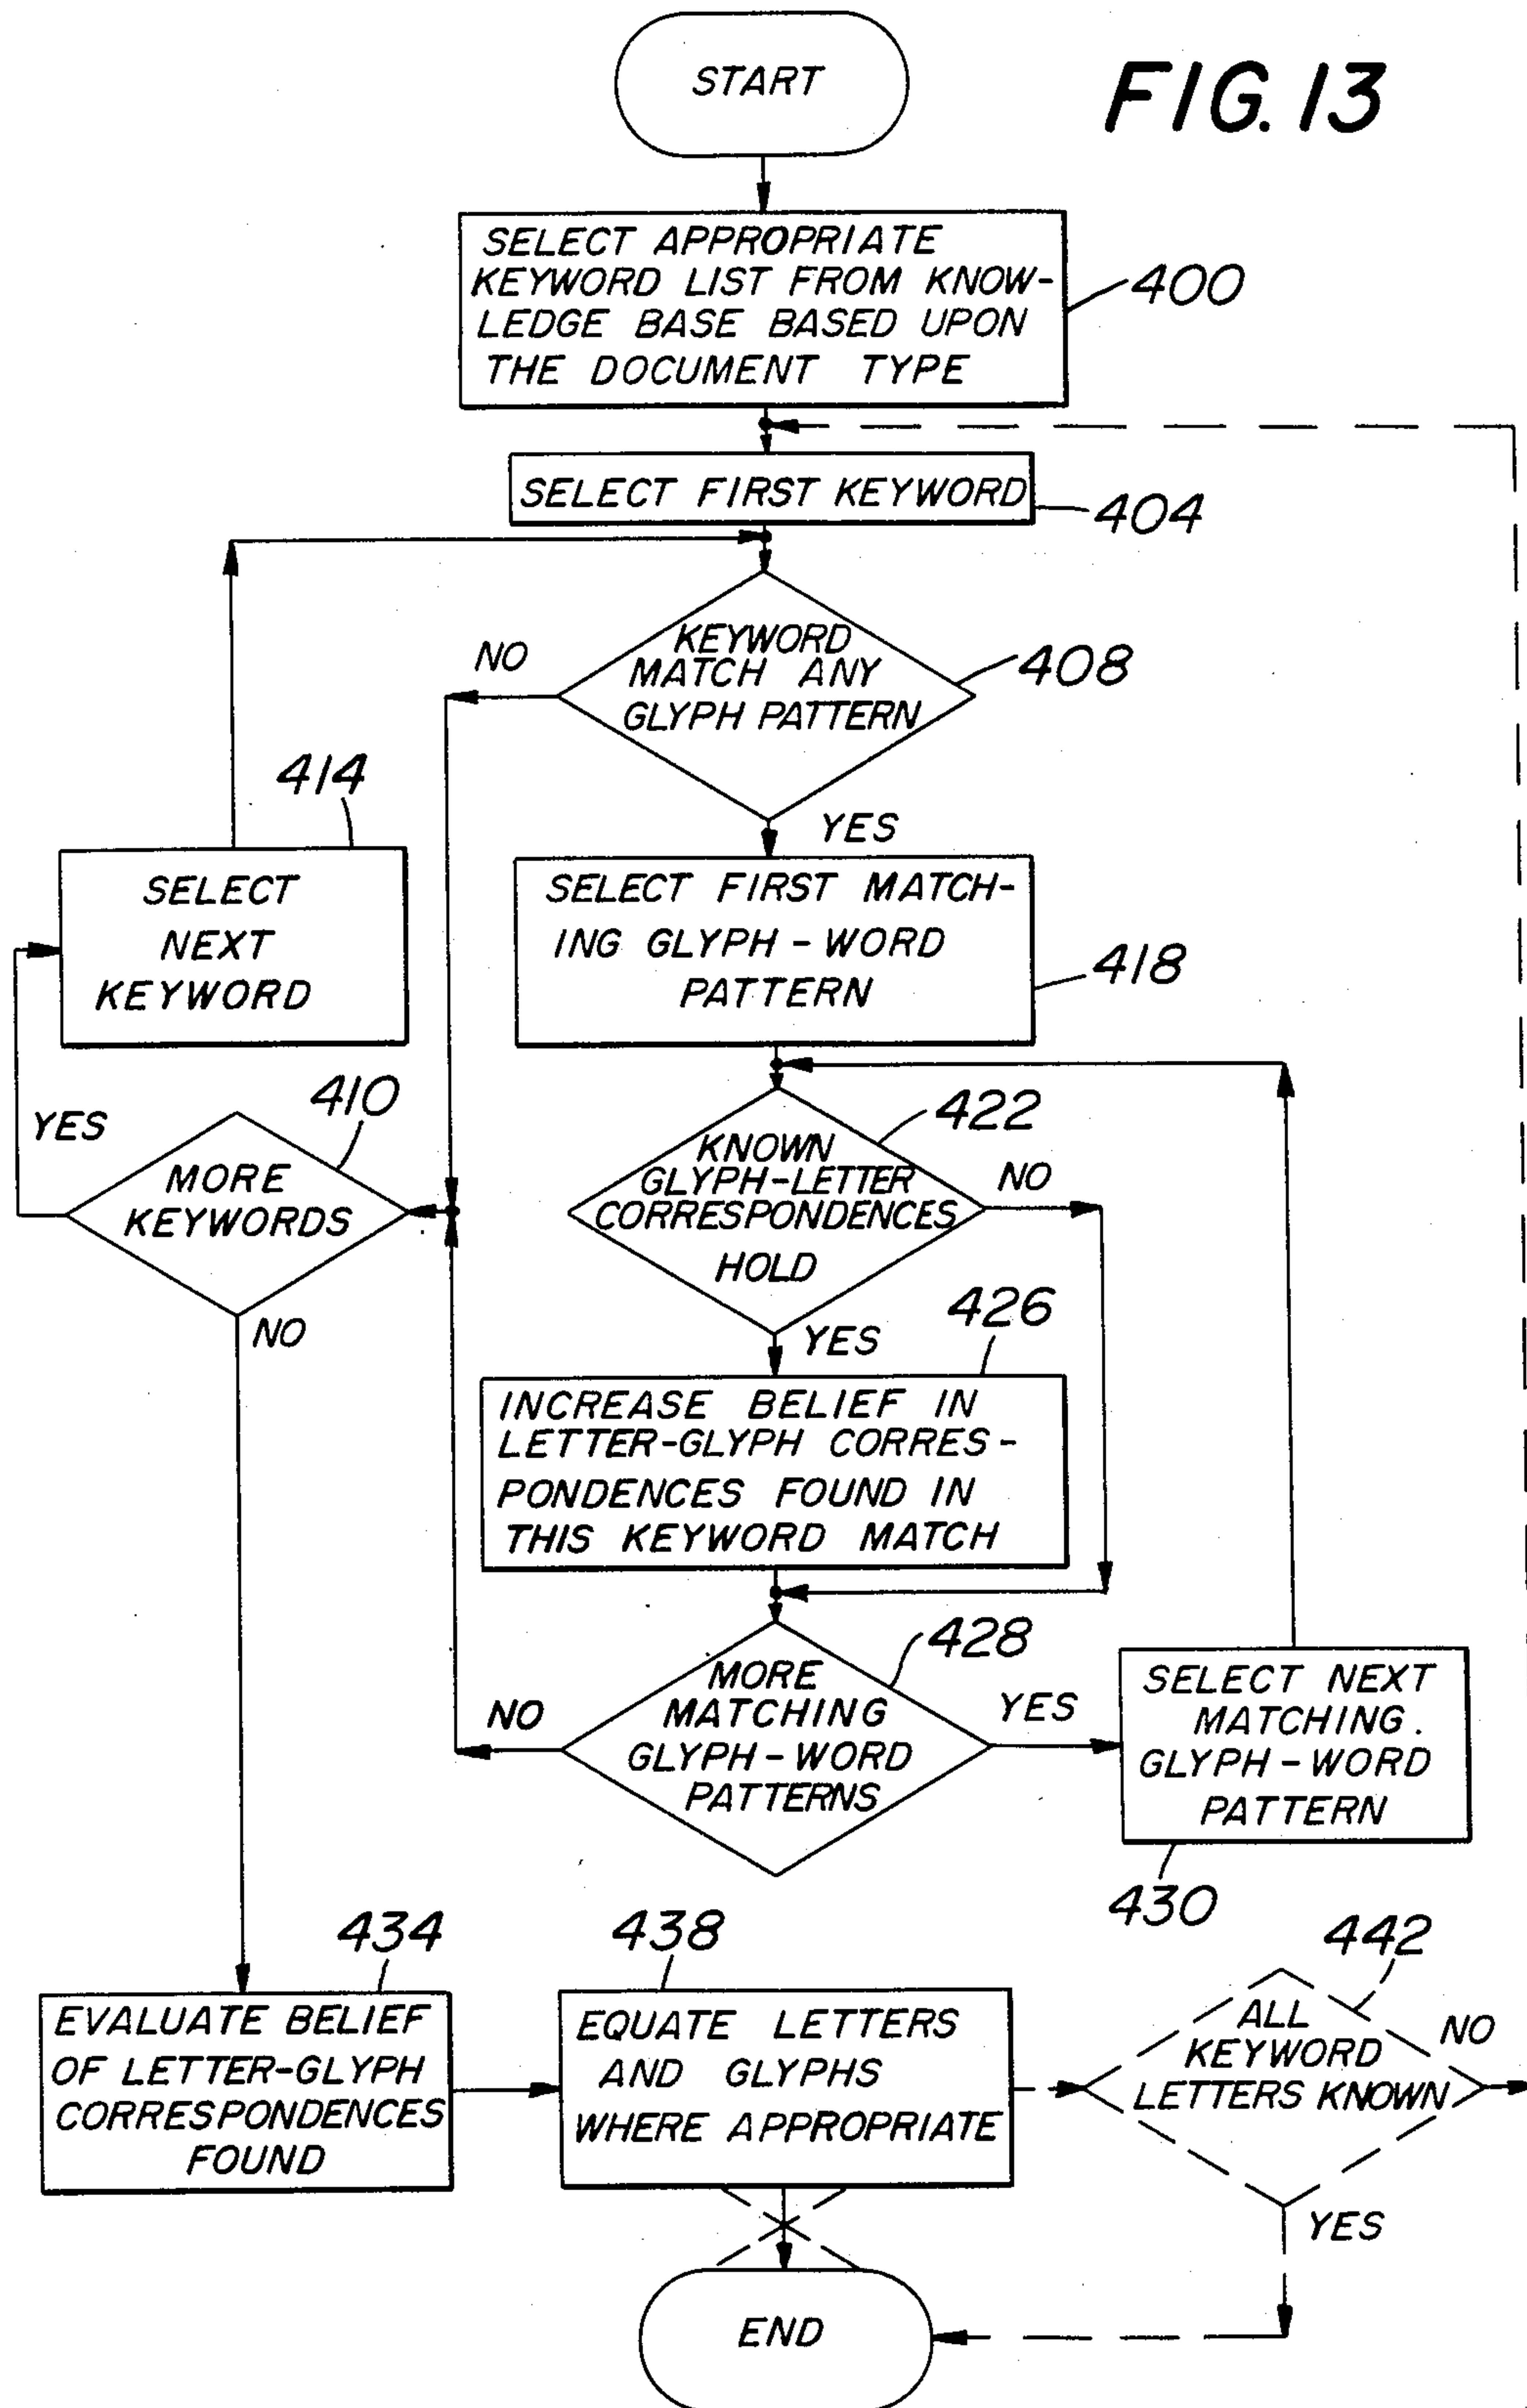 START
FIG. 13
SELECT APPROPRIATE
KEYWORD LIST FROM KNOW-
LEDGE BASE BASED UPON
THE DOCUMENT TYPE
400
SELECT FIRST KEYWORD
404
KEYWORD
MATCH ANY
GLYPH PATTERN
408
NO
YES
414
SELECT
NEXT
KEYWORD
SELECT FIRST MATCH-
ING GLYPH-WORD
PATTERN
418
410
YES
MORE
KEYWORDS
NO
422
KNOWN
GLYPH-LETTER
CORRESPONDENCES
HOLD
NO
YES
426
INCREASE BELIEF IN
LETTER-GLYPH CORRES-
PONDENCES FOUND IN
THIS KEYWORD MATCH
428
MORE
MATCHING
GLYPH-WORD
PATTERNS
NO
YES
SELECT NEXT
MATCHING.
GLYPH-WORD
PATTERN
430
434
EVALUATE BELIEF
OF LETTER-GLYPH
CORRESPONDENCES
FOUND
438
EQUATE LETTERS
AND GLYPHS
WHERE APPROPRIATE
442
ALL
KEYWORD
LETTERS KNOWN
NO
YES
END